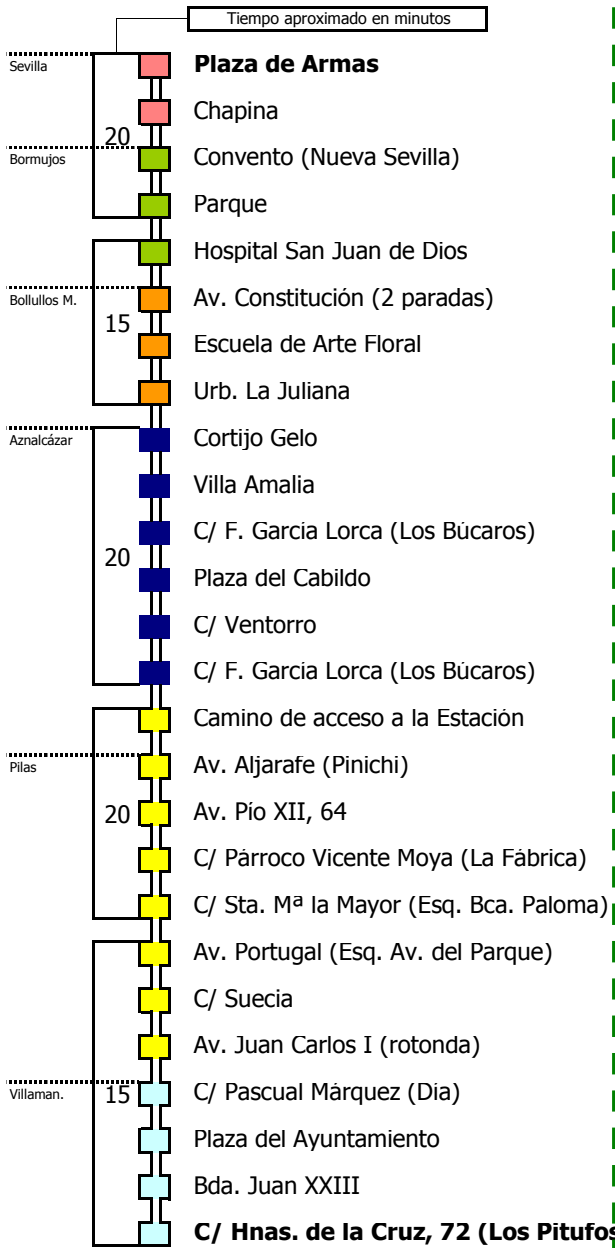 Tiempo aproximado en minutos
Sevilla
Plaza de Armas
Chapina
20
Bormujos
Convento (Nueva Sevilla)
Parque
Hospital San Juan de Dios
Bollullos M.
Av. Constitución (2 paradas)
15
Escuela de Arte Floral
Urb. La Juliana
Aznalcázar
Cortijo Gelo
Villa Amalia
C/ F. García Lorca (Los Búcaros)
20
Plaza del Cabildo
C/ Ventorro
C/ F. García Lorca (Los Búcaros)
Camino de acceso a la Estación
Pilas
Av. Aljarafe (Pinichi)
20
Av. Pío XII, 64
C/ Párroco Vicente Moya (La Fábrica)
C/ Sta. Mª la Mayor (Esq. Bca. Paloma)
Av. Portugal (Esq. Av. del Parque)
C/ Suecia
Av. Juan Carlos I (rotonda)
Villaman.
15
C/ Pascual Márquez (Día)
Plaza del Ayuntamiento
Bda. Juan XXIII
C/ Hnas. de la Cruz, 72 (Los Pitufos